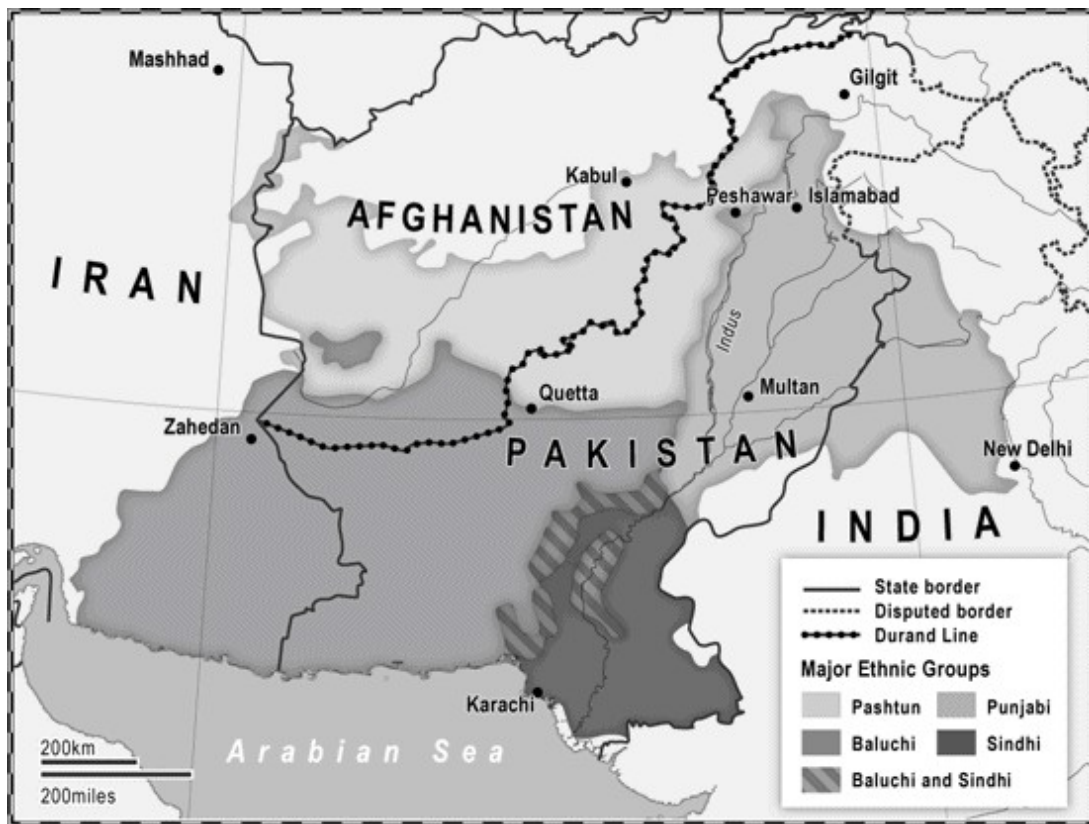 Mashhad
Gilgit
Kabul
Peshawar
Islamabad
AFGHANISTAN
IRAN
Indus
Quetta
Multan
Zahedan
PAKISTAN
New Delhi
INDIA
State border
Disputed border
Durand Line
Major Ethnic Groups
Pashtun
Punjabi
Baluchi
Sindhi
Baluchi and Sindhi
Karachi
Arabian Sea
200km
200miles